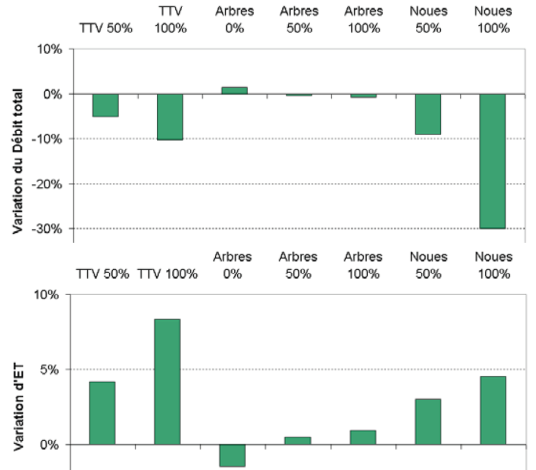 TTV 50%
TTV 100%
Arbres 0%
Arbres 50%
Arbres 100%
Noues 50%
Noues 100%
Variation du Débit total
10%
0%
-10%
-20%
-30%
TTV 50%
TTV 100%
Arbres 0%
Arbres 50%
Arbres 100%
Noues 50%
Noues 100%
Variation d'ET
10%
5%
0%